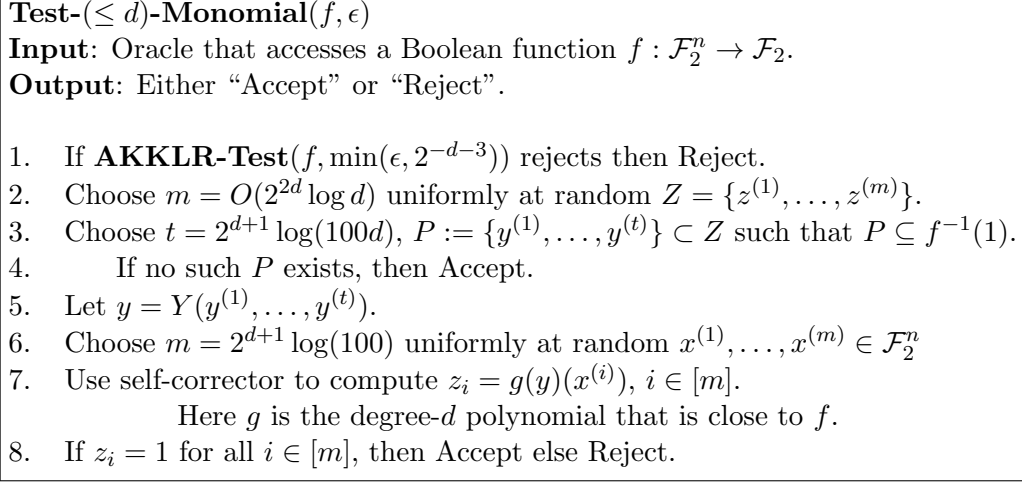 Test-(≤ d)-Monomial(f, ϵ)
Input: Oracle that accesses a Boolean function f : ℱ₂ⁿ → ℱ₂.
Output: Either “Accept” or “Reject”.
1. If AKKLR-Test(f, min(ϵ, 2^{−d−3})) rejects then Reject.
2. Choose m = O(2^{2d} log d) uniformly at random Z = {z^{(1)}, . . . , z^{(m)}}.
3. Choose t = 2^{d+1} log(100d), P := {y^{(1)}, . . . , y^{(t)}} ⊂ Z such that P ⊆ f^{−1}(1).
4. If no such P exists, then Accept.
5. Let y = Y(y^{(1)}, . . . , y^{(t)}).
6. Choose m = 2^{d+1} log(100) uniformly at random x^{(1)}, . . . , x^{(m)} ∈ ℱ₂ⁿ
7. Use self-corrector to compute z_i = g(y)(x^{(i)}), i ∈ [m].
Here g is the degree-d polynomial that is close to f.
8. If z_i = 1 for all i ∈ [m], then Accept else Reject.